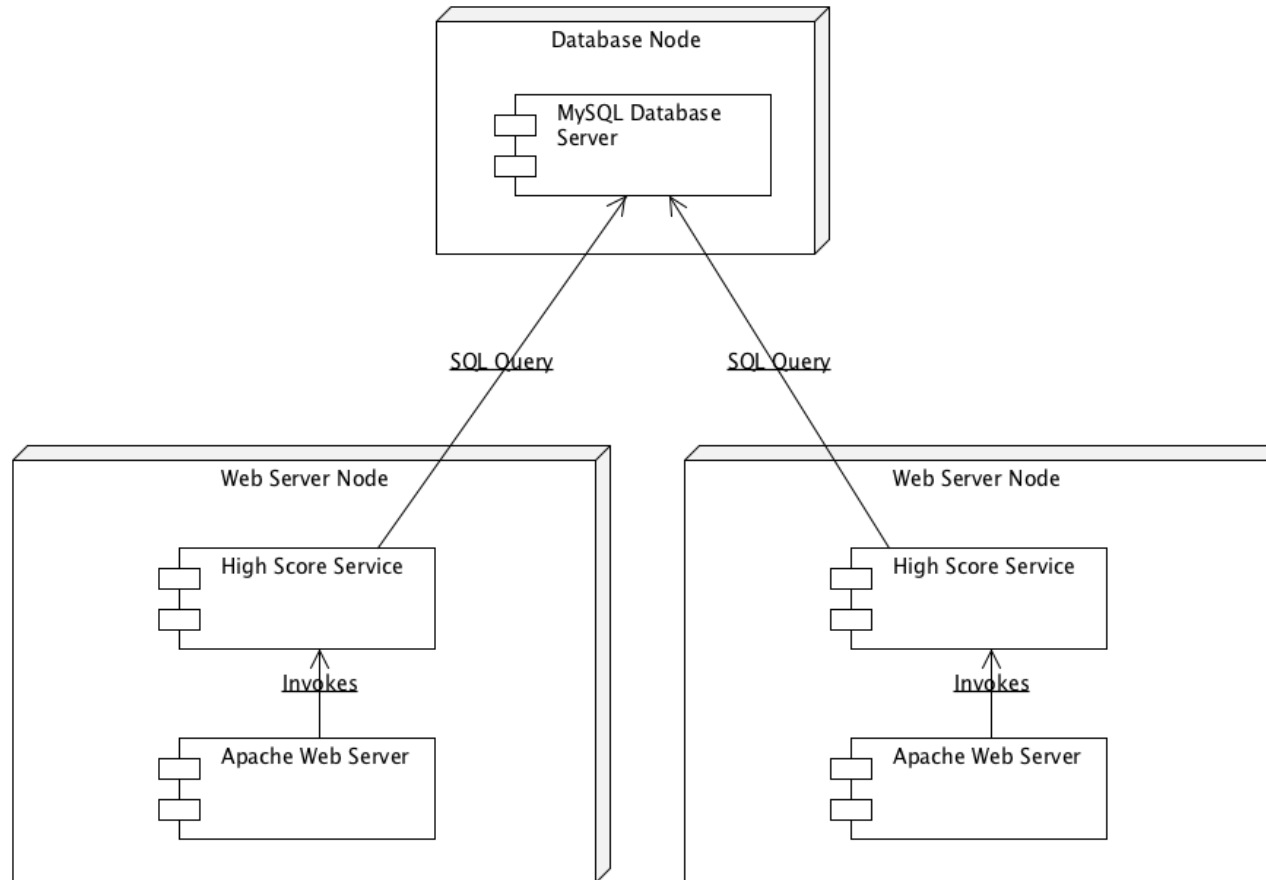 Database Node
MySQL Database
Server
SQL Query
SQL Query
Web Server Node
Web Server Node
High Score Service
High Score Service
Invokes
Invokes
Apache Web Server
Apache Web Server